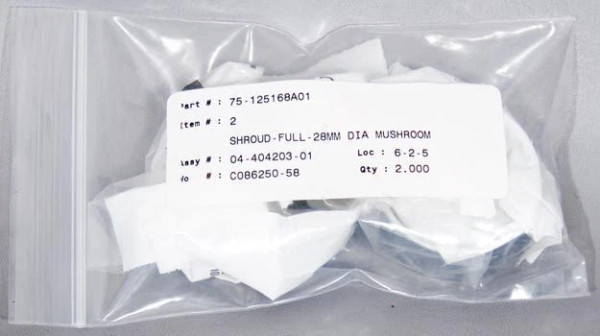 Part # : 75-125168A01
Item # : 2
SHROUD-FULL-28MM DIA MUSHROOM
Assy # : 04-404203-01 Loc : 6-2-5
Wo # : C086250-58 Qty : 2.000